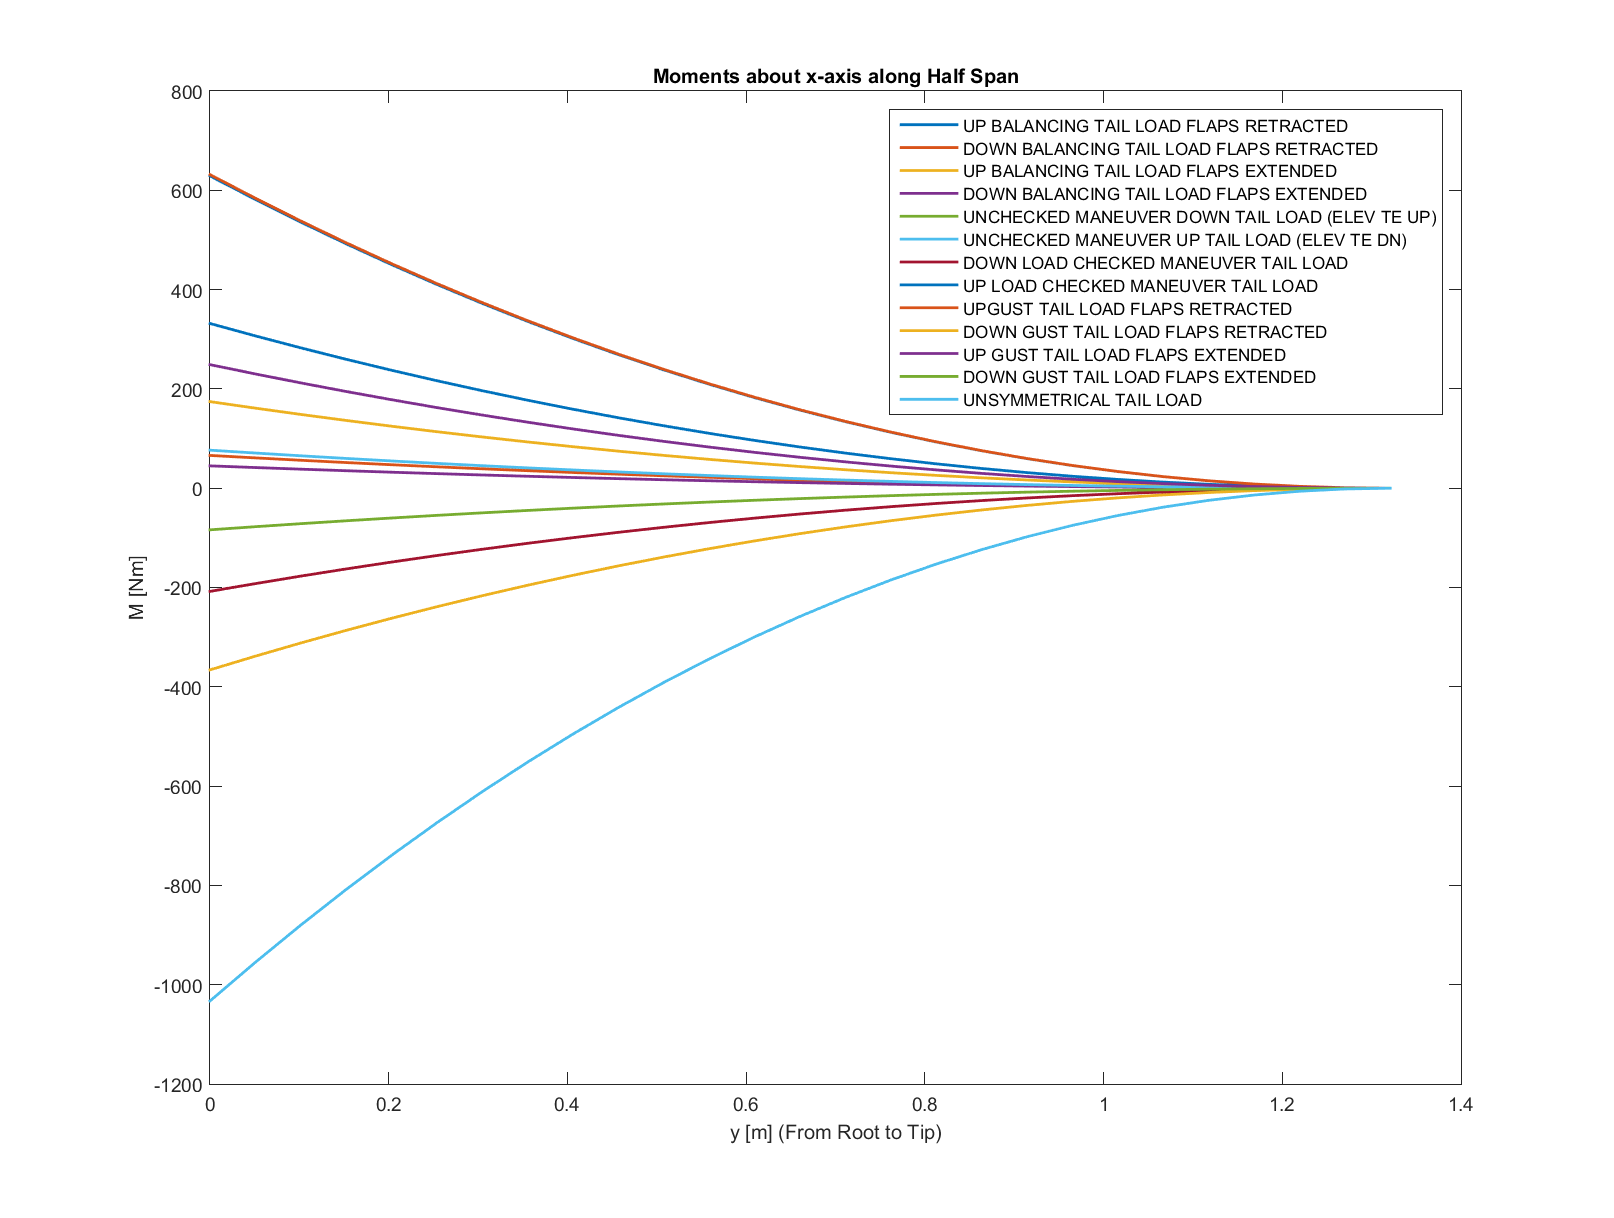 Moments about x-axis along Half Span
800
600
400
200
0
-200
-400
-600
-800
-1000
-1200
M [Nm]
UP BALANCING TAIL LOAD FLAPS RETRACTED
DOWN BALANCING TAIL LOAD FLAPS RETRACTED
UP BALANCING TAIL LOAD FLAPS EXTENDED
DOWN BALANCING TAIL LOAD FLAPS EXTENDED
UNCHECKED MANEUVER DOWN TAIL LOAD (ELEV TE UP)
UNCHECKED MANEUVER UP TAIL LOAD (ELEV TE DN)
DOWN LOAD CHECKED MANEUVER TAIL LOAD
UP LOAD CHECKED MANEUVER TAIL LOAD
UPGUST TAIL LOAD FLAPS RETRACTED
DOWN GUST TAIL LOAD FLAPS RETRACTED
UP GUST TAIL LOAD FLAPS EXTENDED
DOWN GUST TAIL LOAD FLAPS EXTENDED
UNSYMMETRICAL TAIL LOAD
0 0.2 0.4 0.6 0.8 1 1.2 1.4
y [m] (From Root to Tip)